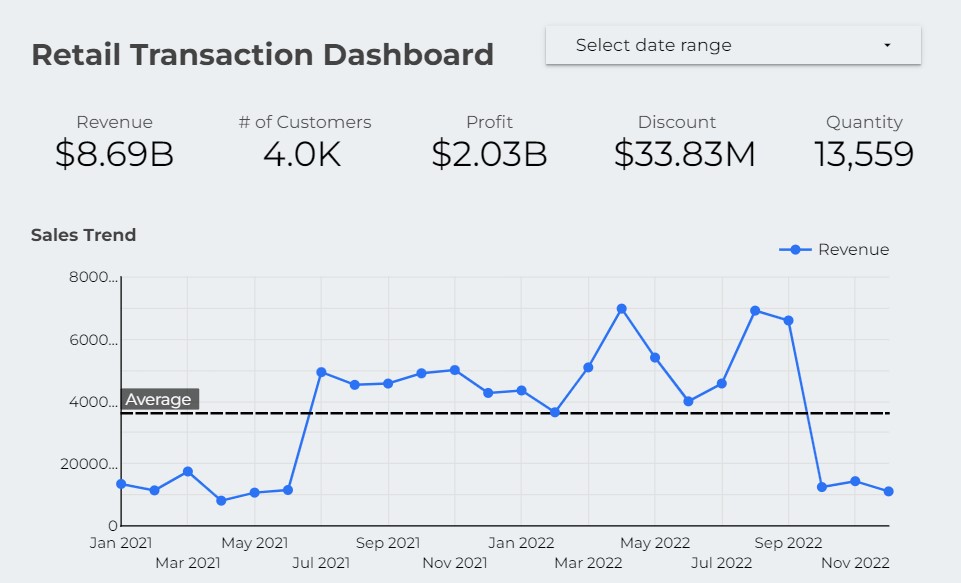 Retail Transaction Dashboard
Select date range
Revenue
# of Customers
Profit
Discount
Quantity
$8.69B
4.0K
$2.03B
$33.83M
13,559
Sales Trend
Revenue
8000...
6000...
4000...
Average
20000...
0
Jan 2021
Mar 2021
May 2021
Jul 2021
Sep 2021
Nov 2021
Jan 2022
Mar 2022
May 2022
Jul 2022
Sep 2022
Nov 2022